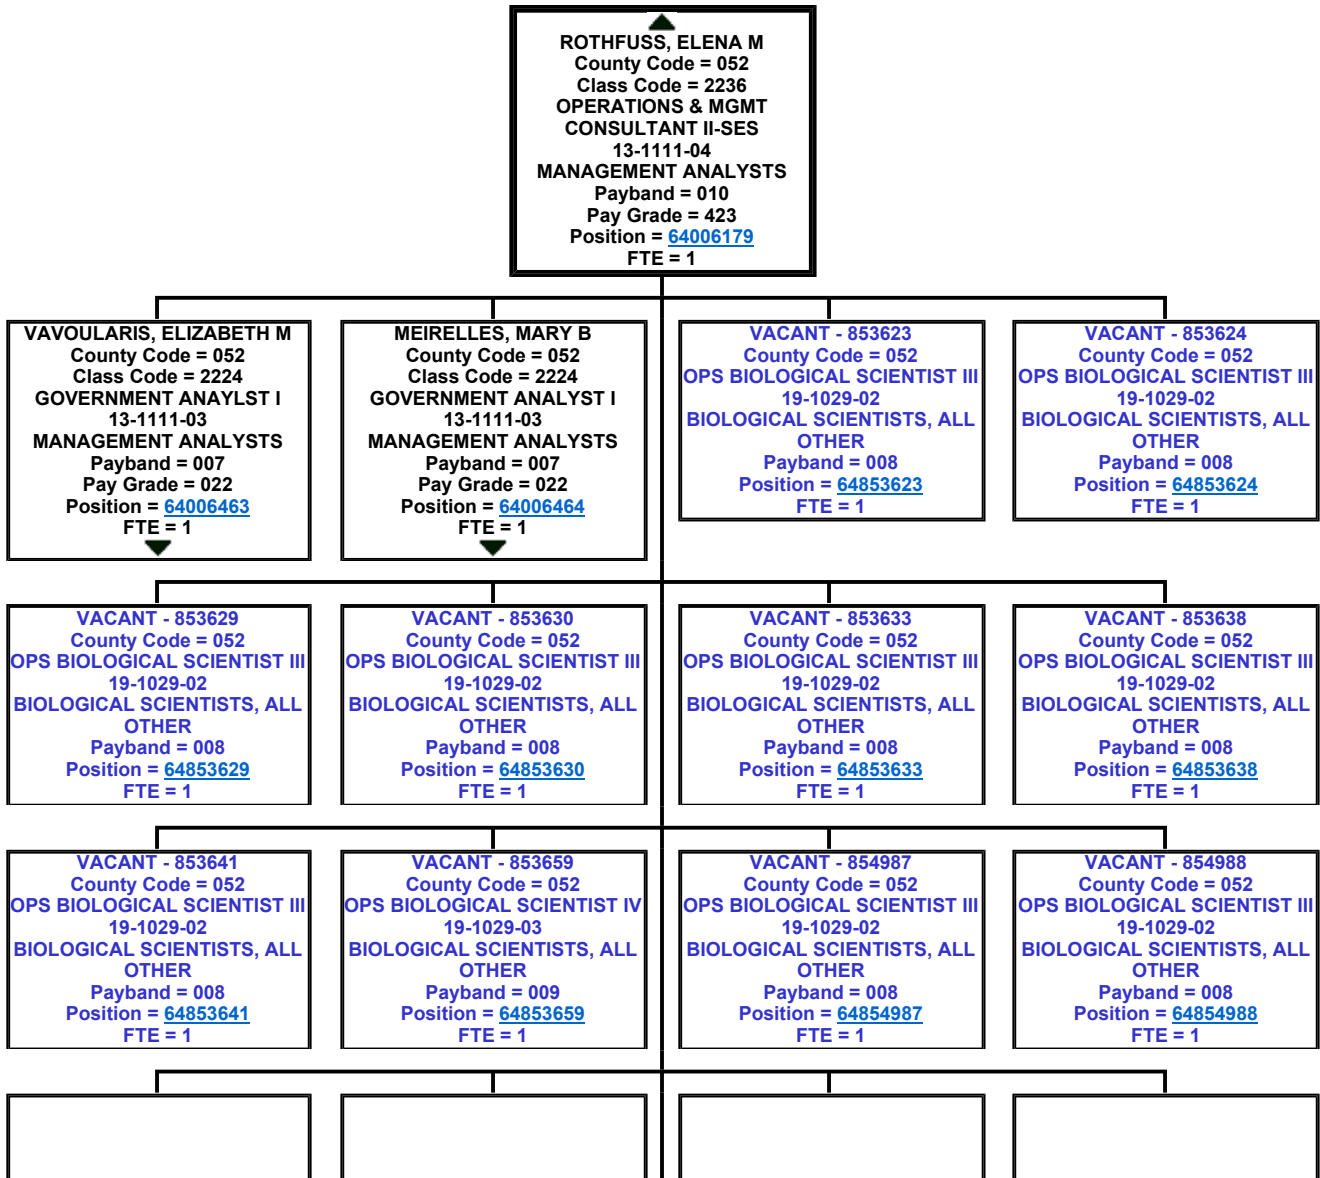 ROTHFUSS, ELENA M
County Code = 052
Class Code = 2236
OPERATIONS & MGMT
CONSULTANT II-SES
13-1111-04
MANAGEMENT ANALYSTS
Payband = 010
Pay Grade = 423
Position = 64006179
FTE = 1
VAVOULARIS, ELIZABETH M
County Code = 052
Class Code = 2224
GOVERNMENT ANAYLST I
13-1111-03
MANAGEMENT ANALYSTS
Payband = 007
Pay Grade = 022
Position = 64006463
FTE = 1
MEIRELLES, MARY B
County Code = 052
Class Code = 2224
GOVERNMENT ANALYST I
13-1111-03
MANAGEMENT ANALYSTS
Payband = 007
Pay Grade = 022
Position = 64006464
FTE = 1
VACANT - 853623
County Code = 052
OPS BIOLOGICAL SCIENTIST III
19-1029-02
BIOLOGICAL SCIENTISTS, ALL
OTHER
Payband = 008
Position = 64853623
FTE = 1
VACANT - 853624
County Code = 052
OPS BIOLOGICAL SCIENTIST III
19-1029-02
BIOLOGICAL SCIENTISTS, ALL
OTHER
Payband = 008
Position = 64853624
FTE = 1
VACANT - 853629
County Code = 052
OPS BIOLOGICAL SCIENTIST III
19-1029-02
BIOLOGICAL SCIENTISTS, ALL
OTHER
Payband = 008
Position = 64853629
FTE = 1
VACANT - 853630
County Code = 052
OPS BIOLOGICAL SCIENTIST III
19-1029-02
BIOLOGICAL SCIENTISTS, ALL
OTHER
Payband = 008
Position = 64853630
FTE = 1
VACANT - 853633
County Code = 052
OPS BIOLOGICAL SCIENTIST III
19-1029-02
BIOLOGICAL SCIENTISTS, ALL
OTHER
Payband = 008
Position = 64853633
FTE = 1
VACANT - 853638
County Code = 052
OPS BIOLOGICAL SCIENTIST III
19-1029-02
BIOLOGICAL SCIENTISTS, ALL
OTHER
Payband = 008
Position = 64853638
FTE = 1
VACANT - 853641
County Code = 052
OPS BIOLOGICAL SCIENTIST III
19-1029-02
BIOLOGICAL SCIENTISTS, ALL
OTHER
Payband = 008
Position = 64853641
FTE = 1
VACANT - 853659
County Code = 052
OPS BIOLOGICAL SCIENTIST IV
19-1029-03
BIOLOGICAL SCIENTISTS, ALL
OTHER
Payband = 009
Position = 64853659
FTE = 1
VACANT - 854987
County Code = 052
OPS BIOLOGICAL SCIENTIST III
19-1029-02
BIOLOGICAL SCIENTISTS, ALL
OTHER
Payband = 008
Position = 64854987
FTE = 1
VACANT - 854988
County Code = 052
OPS BIOLOGICAL SCIENTIST III
19-1029-02
BIOLOGICAL SCIENTISTS, ALL
OTHER
Payband = 008
Position = 64854988
FTE = 1